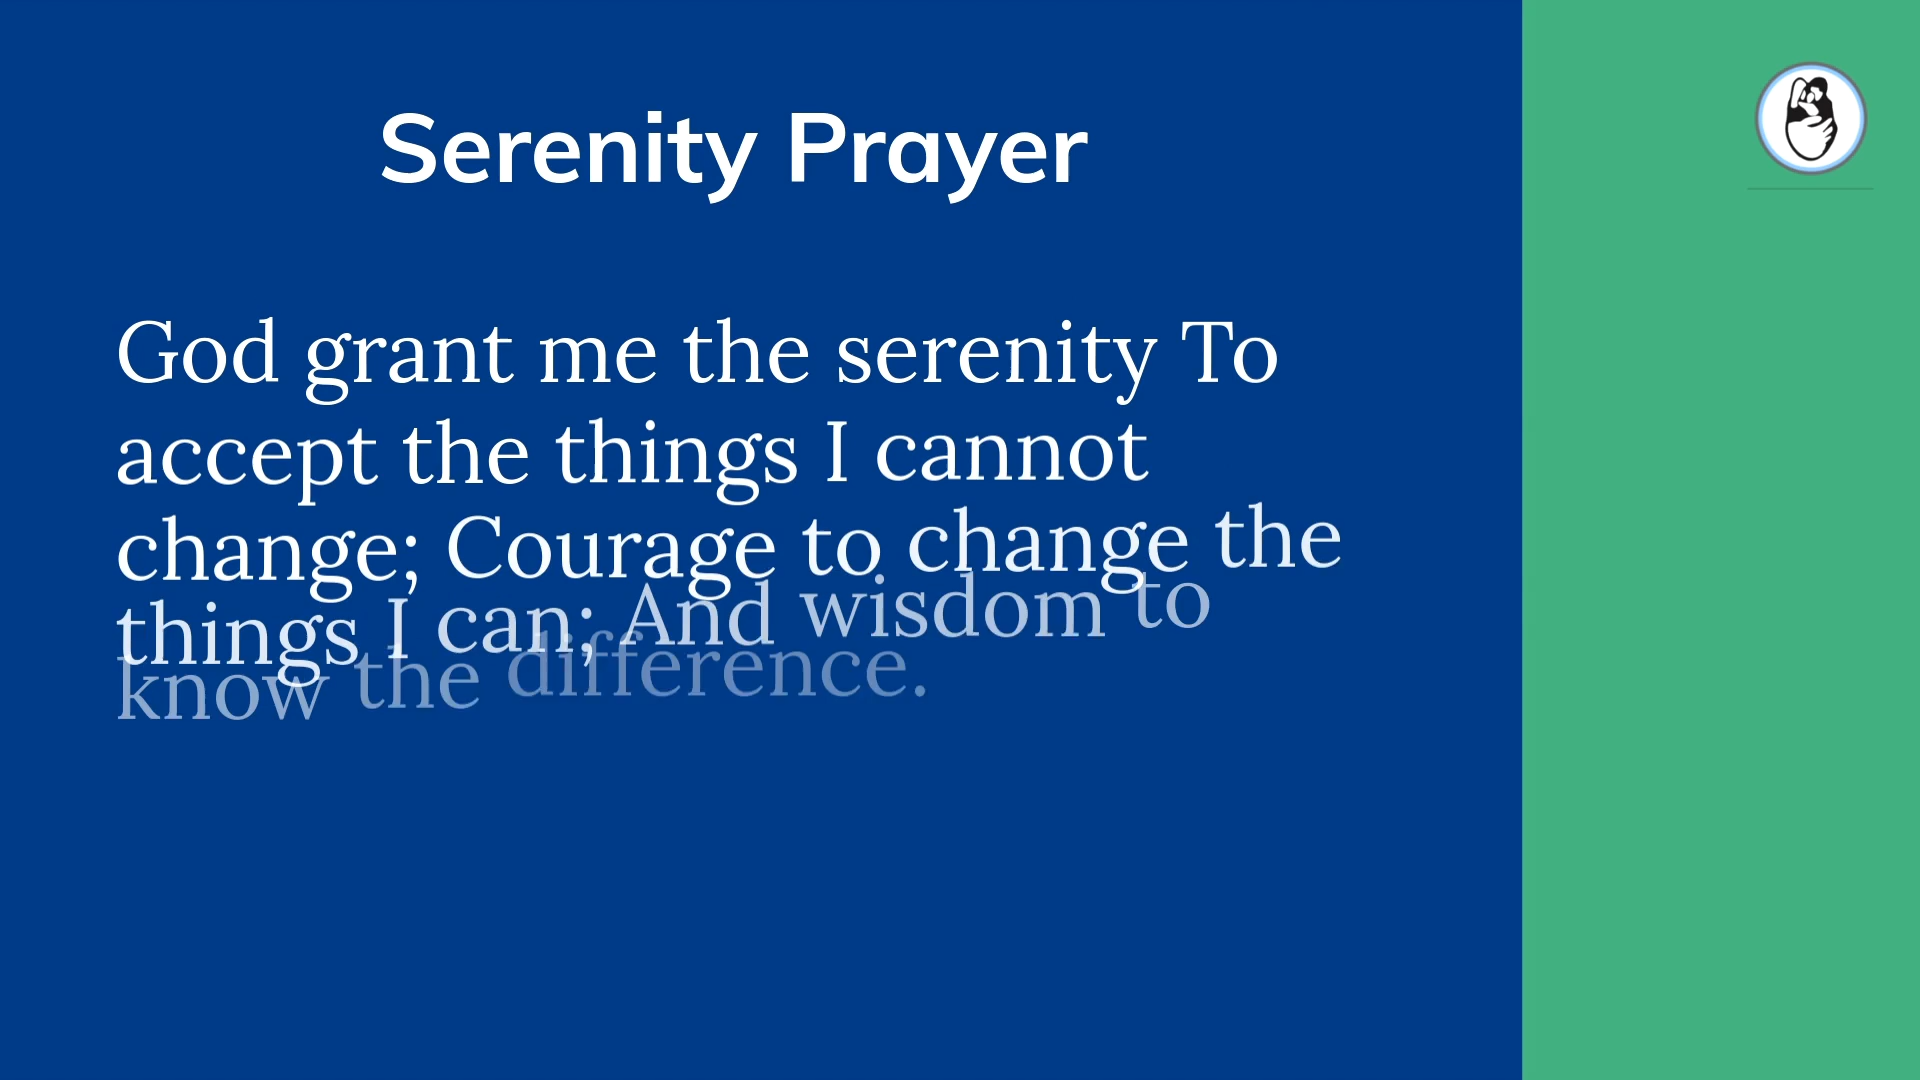 Serenity Prayer
God grant me the serenity To
accept the things I cannot
change; Courage to change the
things I can; And wisdom to
know the difference.